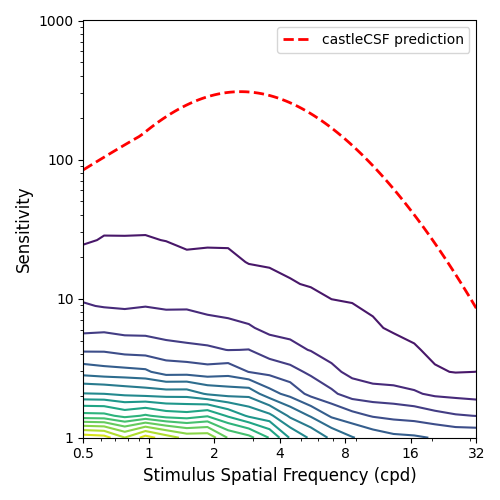 1000
castleCSF prediction
100
Sensitivity
10
1
0.5 1 2 4 8 16 32
Stimulus Spatial Frequency (cpd)